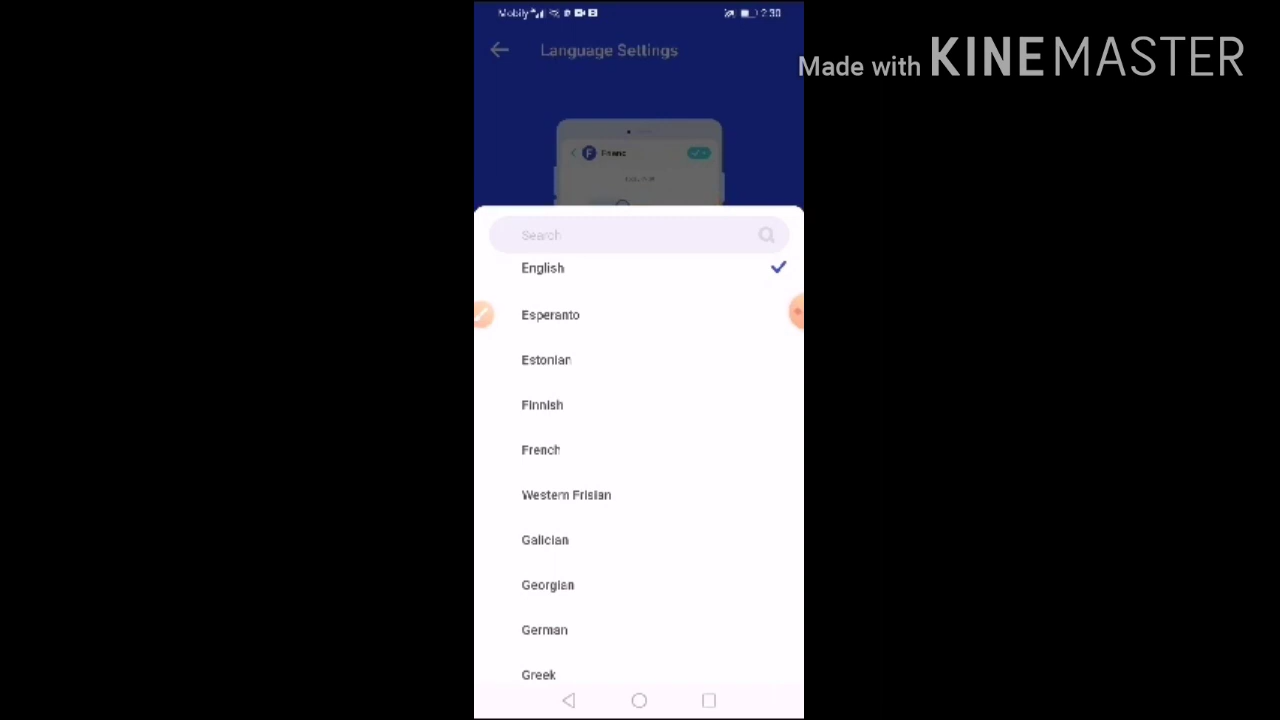 Mobily
2:30
Language Settings
Made with KINEMASTER
Search
English
Esperanto
Estonian
Finnish
French
Western Frisian
Galician
Georgian
German
Greek